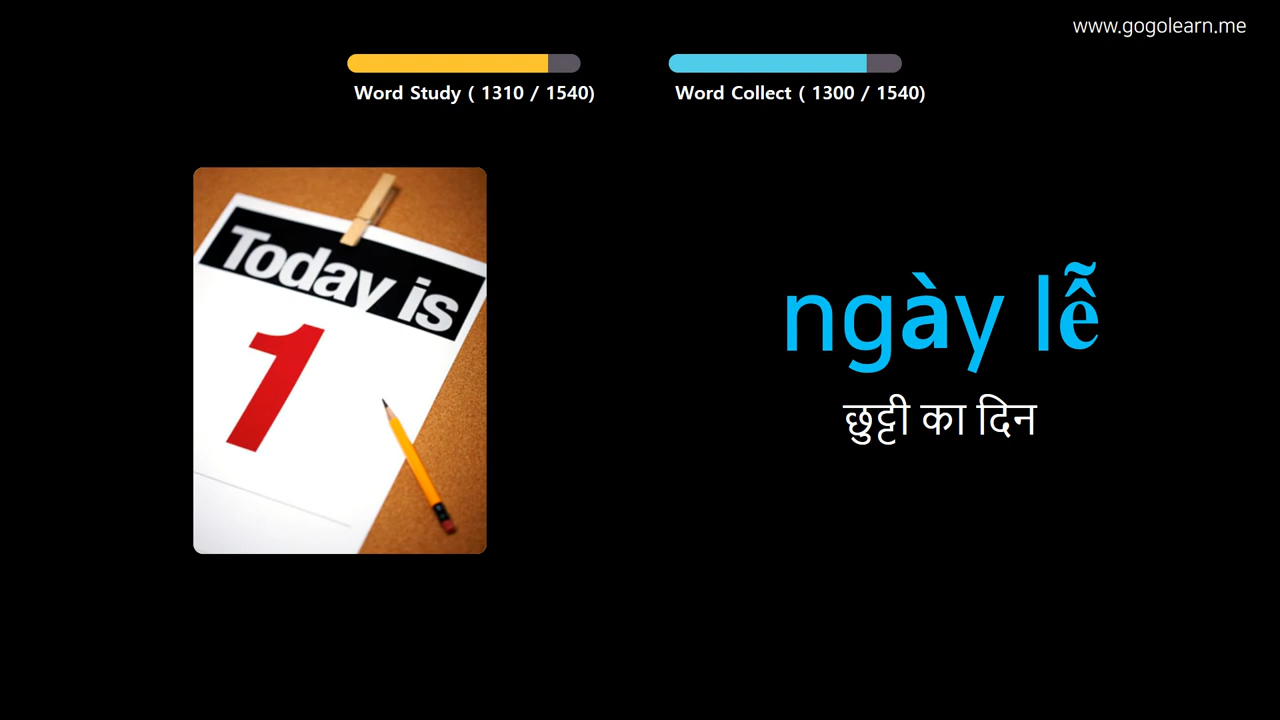 www.gogolearn.me
Word Study ( 1310 / 1540)
Word Collect ( 1300 / 1540)
Today is
1
ngày lễ
छुट्टी का दिन